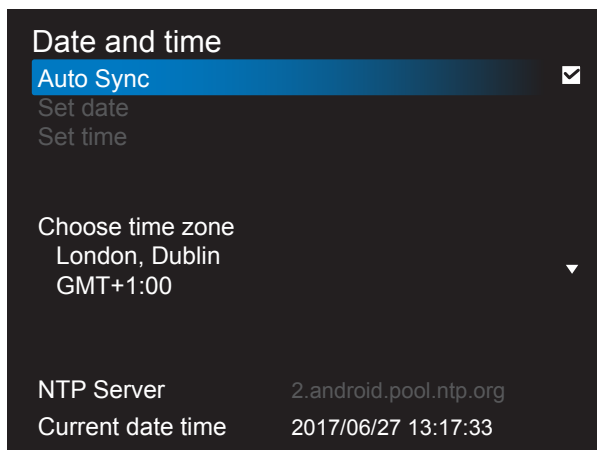 Date and time
Auto Sync
Set date
Set time
Choose time zone
London, Dublin
GMT+1:00
NTP Server 2.android.pool.ntp.org
Current date time 2017/06/27 13:17:33